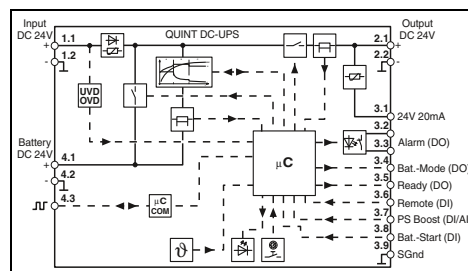 Input
DC 24V
QUINT DC-UPS
Output
DC 24V
1.1
+
1.2
-
2.1
+
2.2
-
UVD
OVD
3.1
24V 20mA
3.2
Alarm (DO)
3.3
3.4
Bat.-Mode (DO)
3.5
Ready (DO)
3.6
Remote (DI)
3.7
PS Boost (DI/AI
3.8
Bat.-Start (DI)
3.9
SGnd
Battery
DC 24V
4.1
+
4.2
-
4.3
µC
µC
COM
ϑ